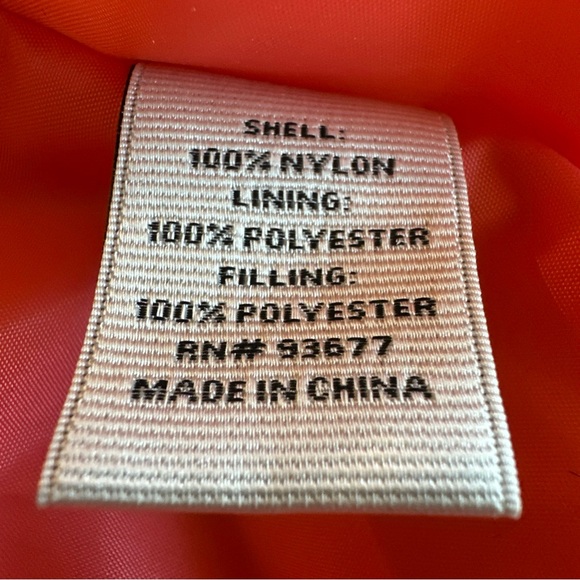 SHELL:
100% NYLON
LINING:
100% POLYESTER
FILLING:
100% POLYESTER
RN# 93677
MADE IN CHINA